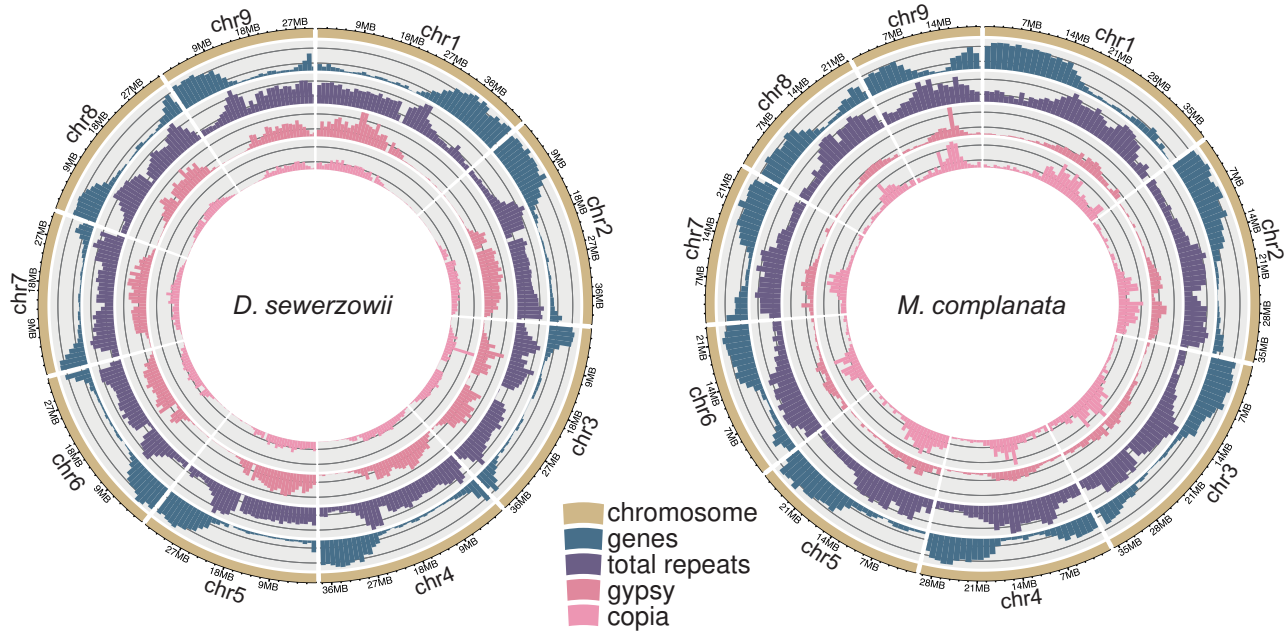 chr1
9MB
18MB
27MB
36MB
chr2
9MB
18MB
27MB
36MB
chr3
9MB
18MB
27MB
36MB
chr4
9MB
18MB
27MB
36MB
chr5
9MB
18MB
27MB
chr6
9MB
18MB
27MB
chr7
9MB
18MB
27MB
chr8
9MB
18MB
27MB
chr9
9MB
18MB
27MB
D. sewerzowii
chr1
7MB
14MB
21MB
28MB
35MB
chr2
7MB
14MB
21MB
28MB
35MB
chr3
7MB
14MB
21MB
28MB
35MB
chr4
7MB
14MB
21MB
28MB
chr5
7MB
14MB
21MB
chr6
7MB
14MB
21MB
chr7
7MB
14MB
21MB
chr8
7MB
14MB
21MB
chr9
7MB
14MB
M. complanata
chromosome
genes
total repeats
gypsy
copia